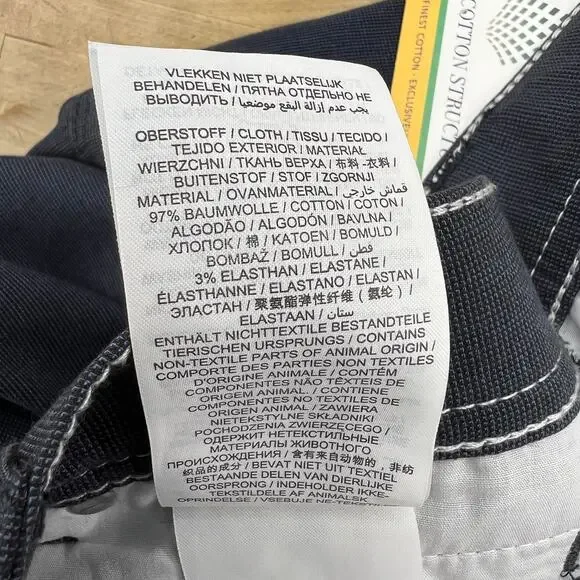 VLEKKEN NIET PLAATSELIJK
BEHANDELEN / ПЯТНА ОТДЕЛЬНО НЕ
ВЫВОДИТЬ / يجب عدم إزالة البقع موضعيا
OBERSTOFF / CLOTH / TISSU / TECIDO /
TEJIDO EXTERIOR / MATERIAŁ
WIERZCHNI / ТКАНЬ ВЕРХА / 布料 -衣料 /
BUITENSTOF / STOF / ZGORNJI
MATERIAL / OVANMATERIAL / قماش خارجي
97% BAUMWOLLE / COTTON / COTON /
ALGODÃO / ALGODÓN / BAVLNA /
ХЛОПОК / 棉 / KATOEN / BOMULD /
BOMBAŽ / BOMULL / قطن
3% ELASTHAN / ELASTANE /
ÉLASTHANNE / ELASTANO / ELASTAN /
ЭЛАСТАН / 聚氨酯弹性纤维 (氨纶) /
ELASTAAN / ستان
ENTHÄLT NICHTTEXTILE BESTANDTEILE
TIERISCHEN URSPRUNGS / CONTAINS
NON-TEXTILE PARTS OF ANIMAL ORIGIN /
COMPORTE DES PARTIES NON TEXTILES
D'ORIGINE ANIMALE / CONTÉM
COMPONENTES NÃO TÊXTEIS DE
ORIGEM ANIMAL / CONTIENE
COMPONENTES NO TEXTILES DE
ORIGEN ANIMAL / ZAWIERA
NIETEKSTYLNE SKŁADNIKI
POCHODZENIA ZWIERZĘCEGO /
СОДЕРЖИТ НЕТЕКСТИЛЬНЫЕ
МАТЕРИАЛЫ ЖИВОТНОГО
ПРОИСХОЖДЕНИЯ / 含有来自动物的, 非纺
织品的成分 / BEVAT NIET UIT TEXTIEL
BESTAANDE DELEN VAN DIERLIJKE
OORSPRONG / INDEHOLDER IKKE-
TEKSTILDELE AF ANIMALSK
OPRINDELSE / VSEBUJE NE-TEKSTILNE
FINEST COTTON · EXCLUSIVE
COTTON STRUCT